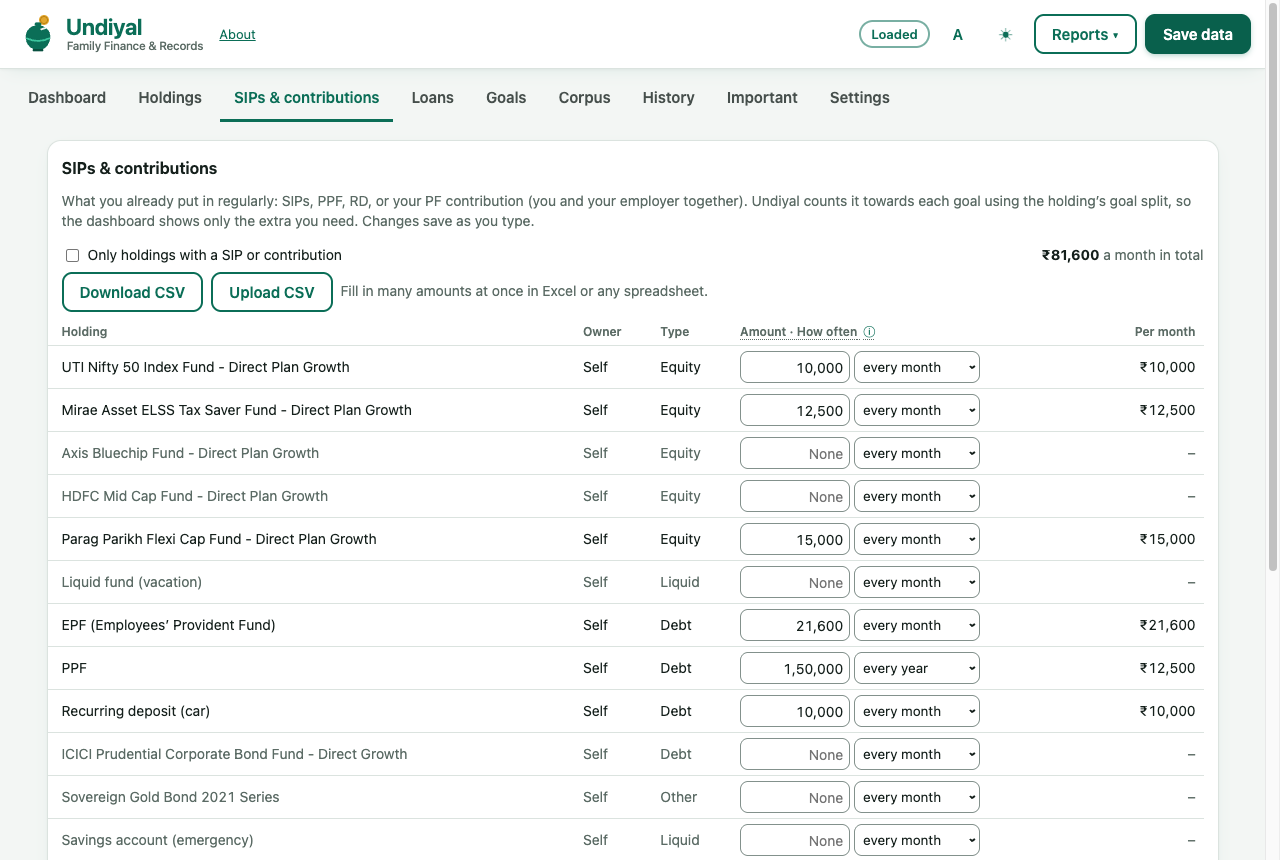 Undiyal
Family Finance & Records
About
Loaded
A
Reports ▾
Save data
Dashboard Holdings SIPs & contributions Loans Goals Corpus History Important Settings
SIPs & contributions
What you already put in regularly: SIPs, PPF, RD, or your PF contribution (you and your employer together). Undiyal counts it towards each goal using the holding’s goal split, so
the dashboard shows only the extra you need. Changes save as you type.
Only holdings with a SIP or contribution ₹81,600 a month in total
Download CSV Upload CSV Fill in many amounts at once in Excel or any spreadsheet.
Holding Owner Type Amount · How often ⓘ Per month
UTI Nifty 50 Index Fund - Direct Plan Growth Self Equity 10,000 every month ₹10,000
Mirae Asset ELSS Tax Saver Fund - Direct Plan Growth Self Equity 12,500 every month ₹12,500
Axis Bluechip Fund - Direct Plan Growth Self Equity None every month –
HDFC Mid Cap Fund - Direct Plan Growth Self Equity None every month –
Parag Parikh Flexi Cap Fund - Direct Plan Growth Self Equity 15,000 every month ₹15,000
Liquid fund (vacation) Self Liquid None every month –
EPF (Employees’ Provident Fund) Self Debt 21,600 every month ₹21,600
PPF Self Debt 1,50,000 every year ₹12,500
Recurring deposit (car) Self Debt 10,000 every month ₹10,000
ICICI Prudential Corporate Bond Fund - Direct Growth Self Debt None every month –
Sovereign Gold Bond 2021 Series Self Other None every month –
Savings account (emergency) Self Liquid None every month –